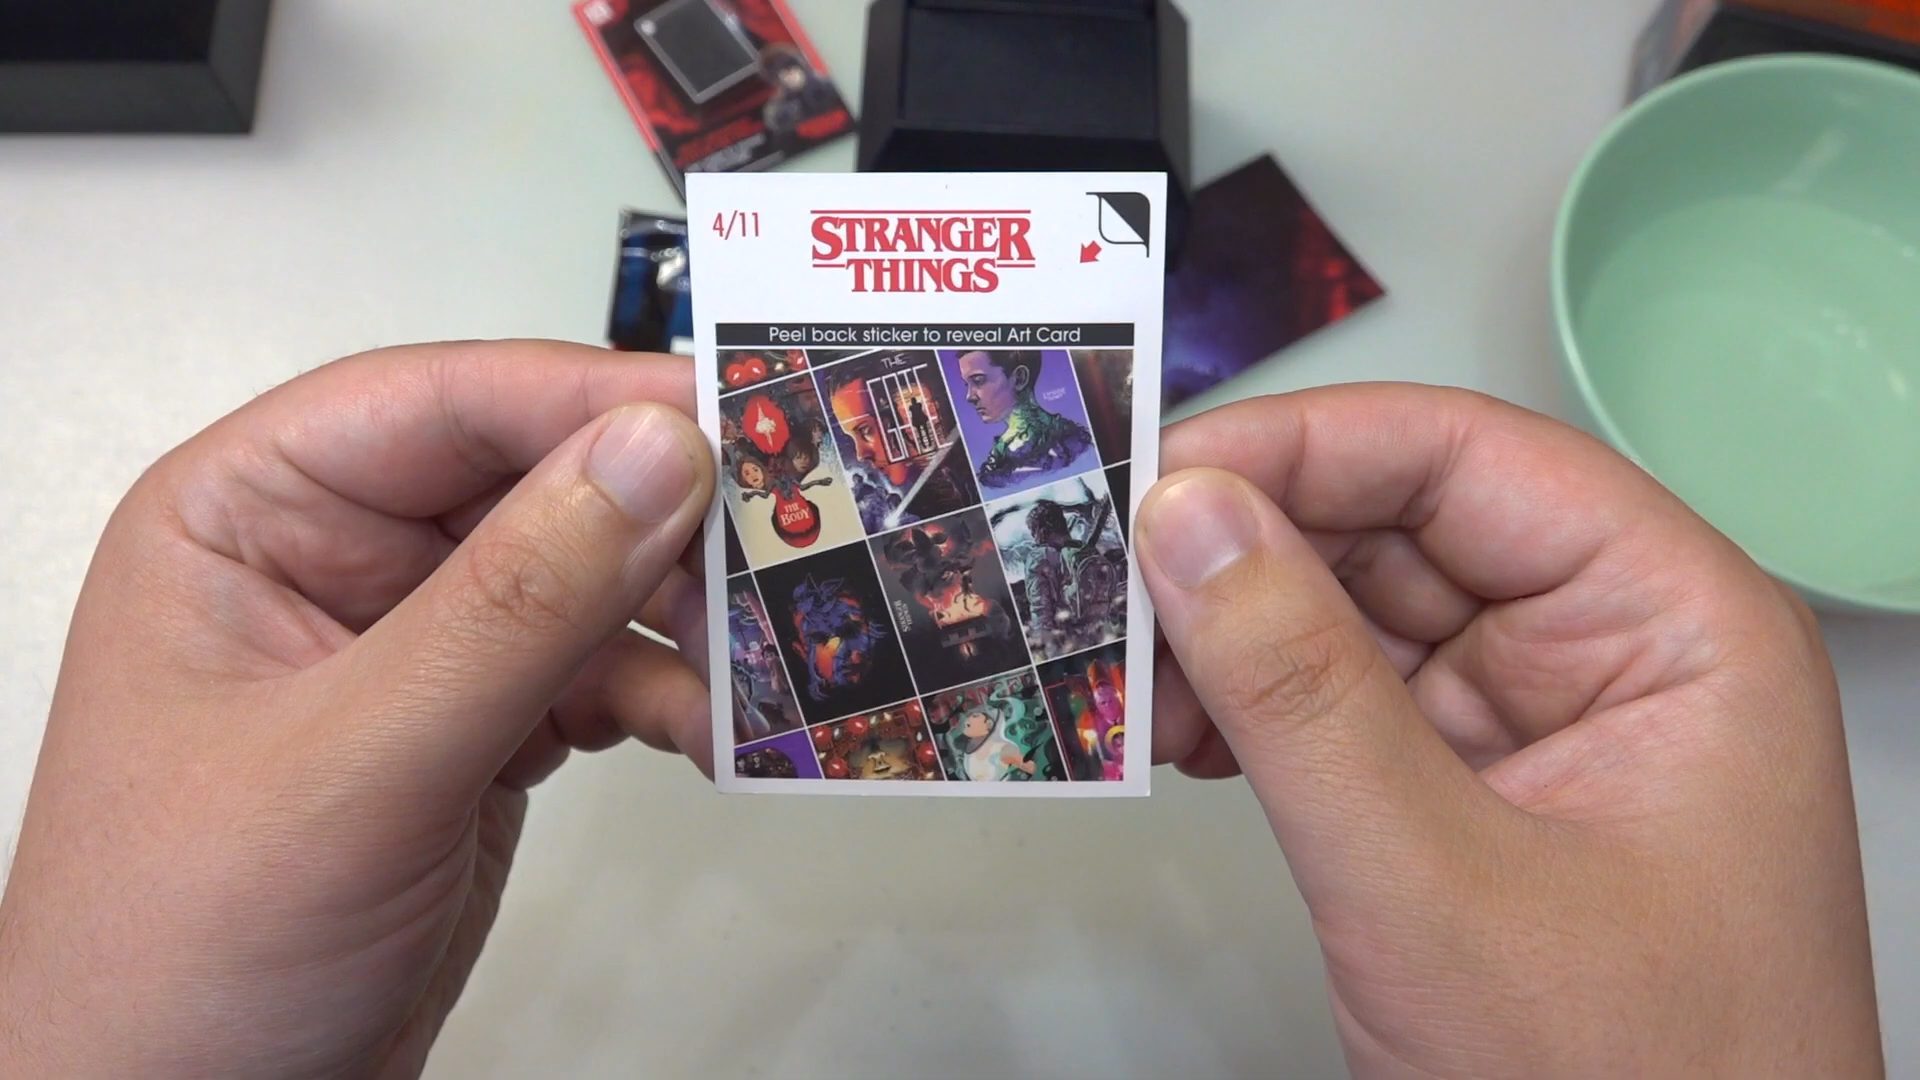 4/11
STRANGER
THINGS
Peel back sticker to reveal Art Card
THE
THE
BODY